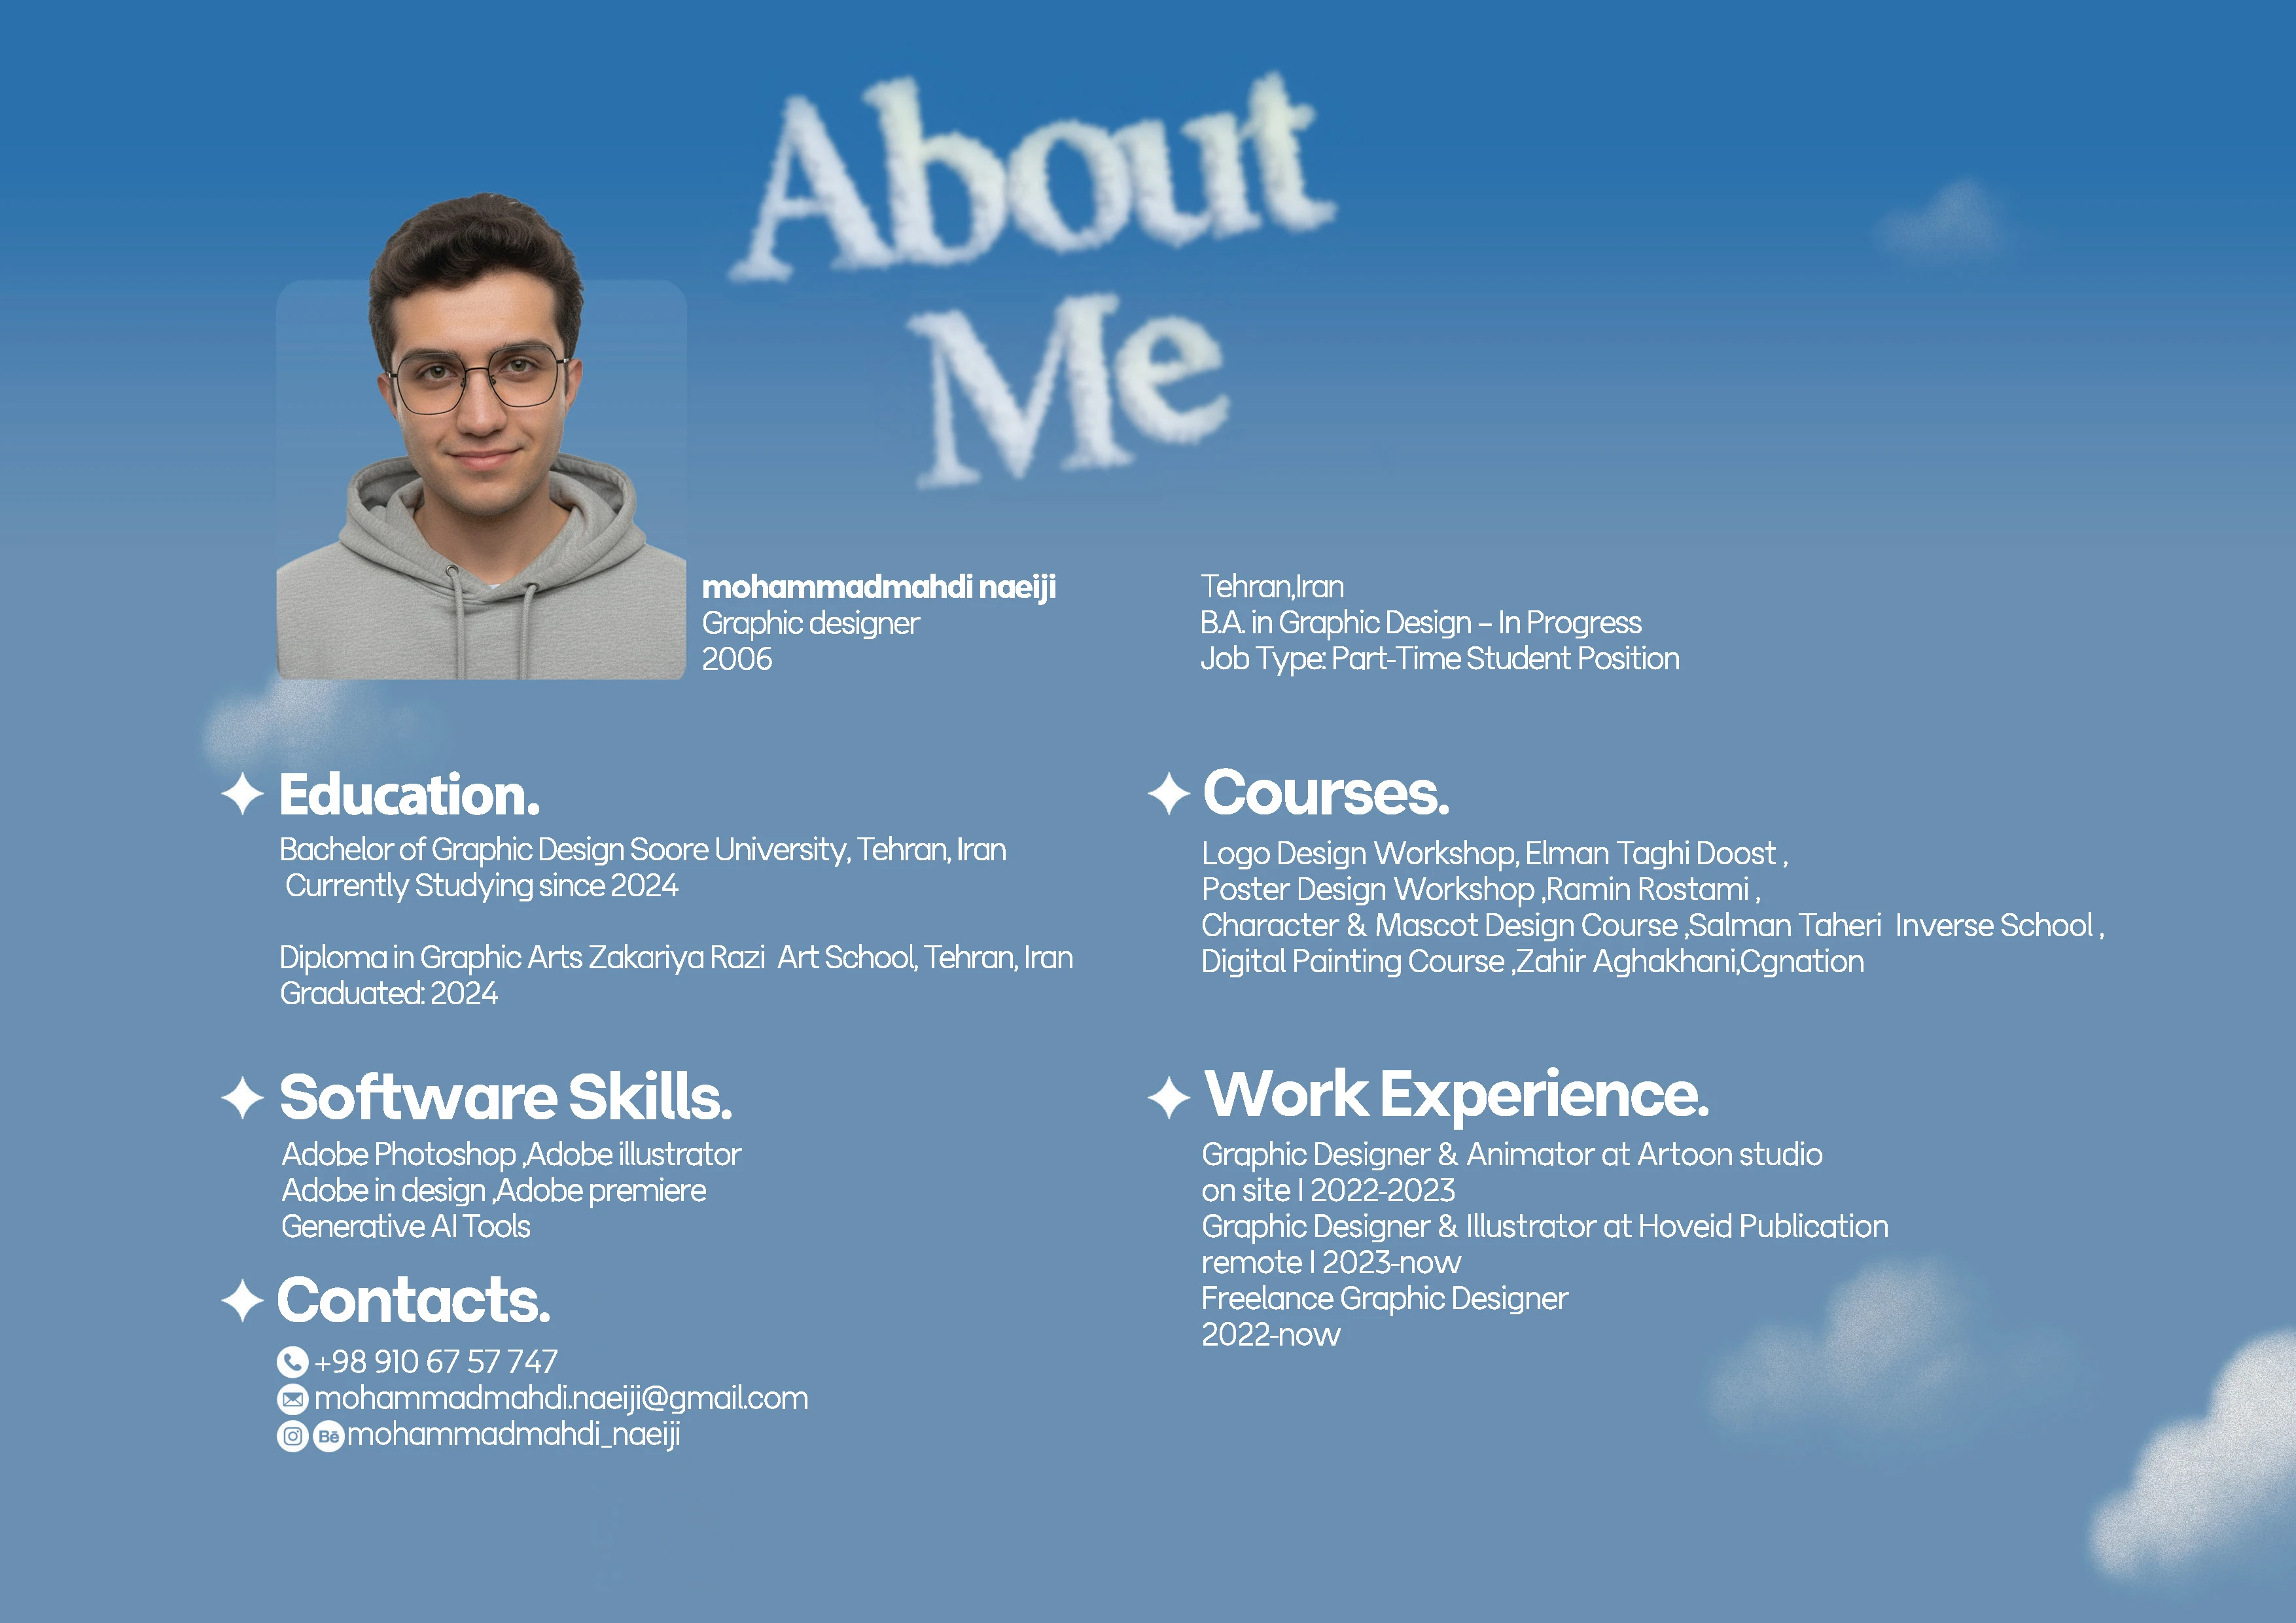 About
Me
mohammadmahdi naeiji
Graphic designer
2006
Tehran,Iran
B.A. in Graphic Design – In Progress
Job Type: Part-Time Student Position
Education.
Bachelor of Graphic Design Soore University, Tehran, Iran
Currently Studying since 2024
Diploma in Graphic Arts Zakariya Razi Art School, Tehran, Iran
Graduated: 2024
Courses.
Logo Design Workshop, Elman Taghi Doost ,
Poster Design Workshop ,Ramin Rostami ,
Character & Mascot Design Course ,Salman Taheri Inverse School ,
Digital Painting Course ,Zahir Aghakhani,Cgnation
Software Skills.
Adobe Photoshop ,Adobe illustrator
Adobe in design ,Adobe premiere
Generative AI Tools
Work Experience.
Graphic Designer & Animator at Artoon studio
on site | 2022-2023
Graphic Designer & Illustrator at Hoveid Publication
remote | 2023-now
Freelance Graphic Designer
2022-now
Contacts.
+98 910 67 57 747
mohammadmahdi.naeiji@gmail.com
Bē mohammadmahdi_naeiji